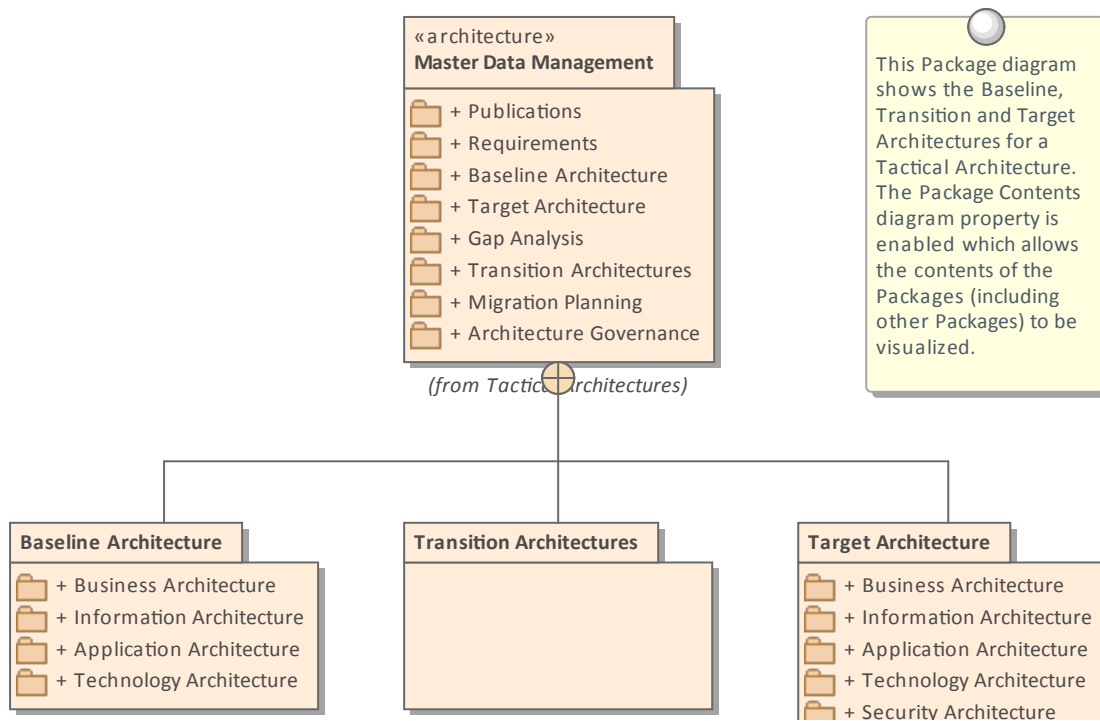 «architecture»
Master Data Management
+ Publications
+ Requirements
+ Baseline Architecture
+ Target Architecture
+ Gap Analysis
+ Transition Architectures
+ Migration Planning
+ Architecture Governance
(from Tactical Architectures)
This Package diagram
shows the Baseline,
Transition and Target
Architectures for a
Tactical Architecture.
The Package Contents
diagram property is
enabled which allows
the contents of the
Packages (including
other Packages) to be
visualized.
Baseline Architecture
+ Business Architecture
+ Information Architecture
+ Application Architecture
+ Technology Architecture
Transition Architectures
Target Architecture
+ Business Architecture
+ Information Architecture
+ Application Architecture
+ Technology Architecture
+ Security Architecture